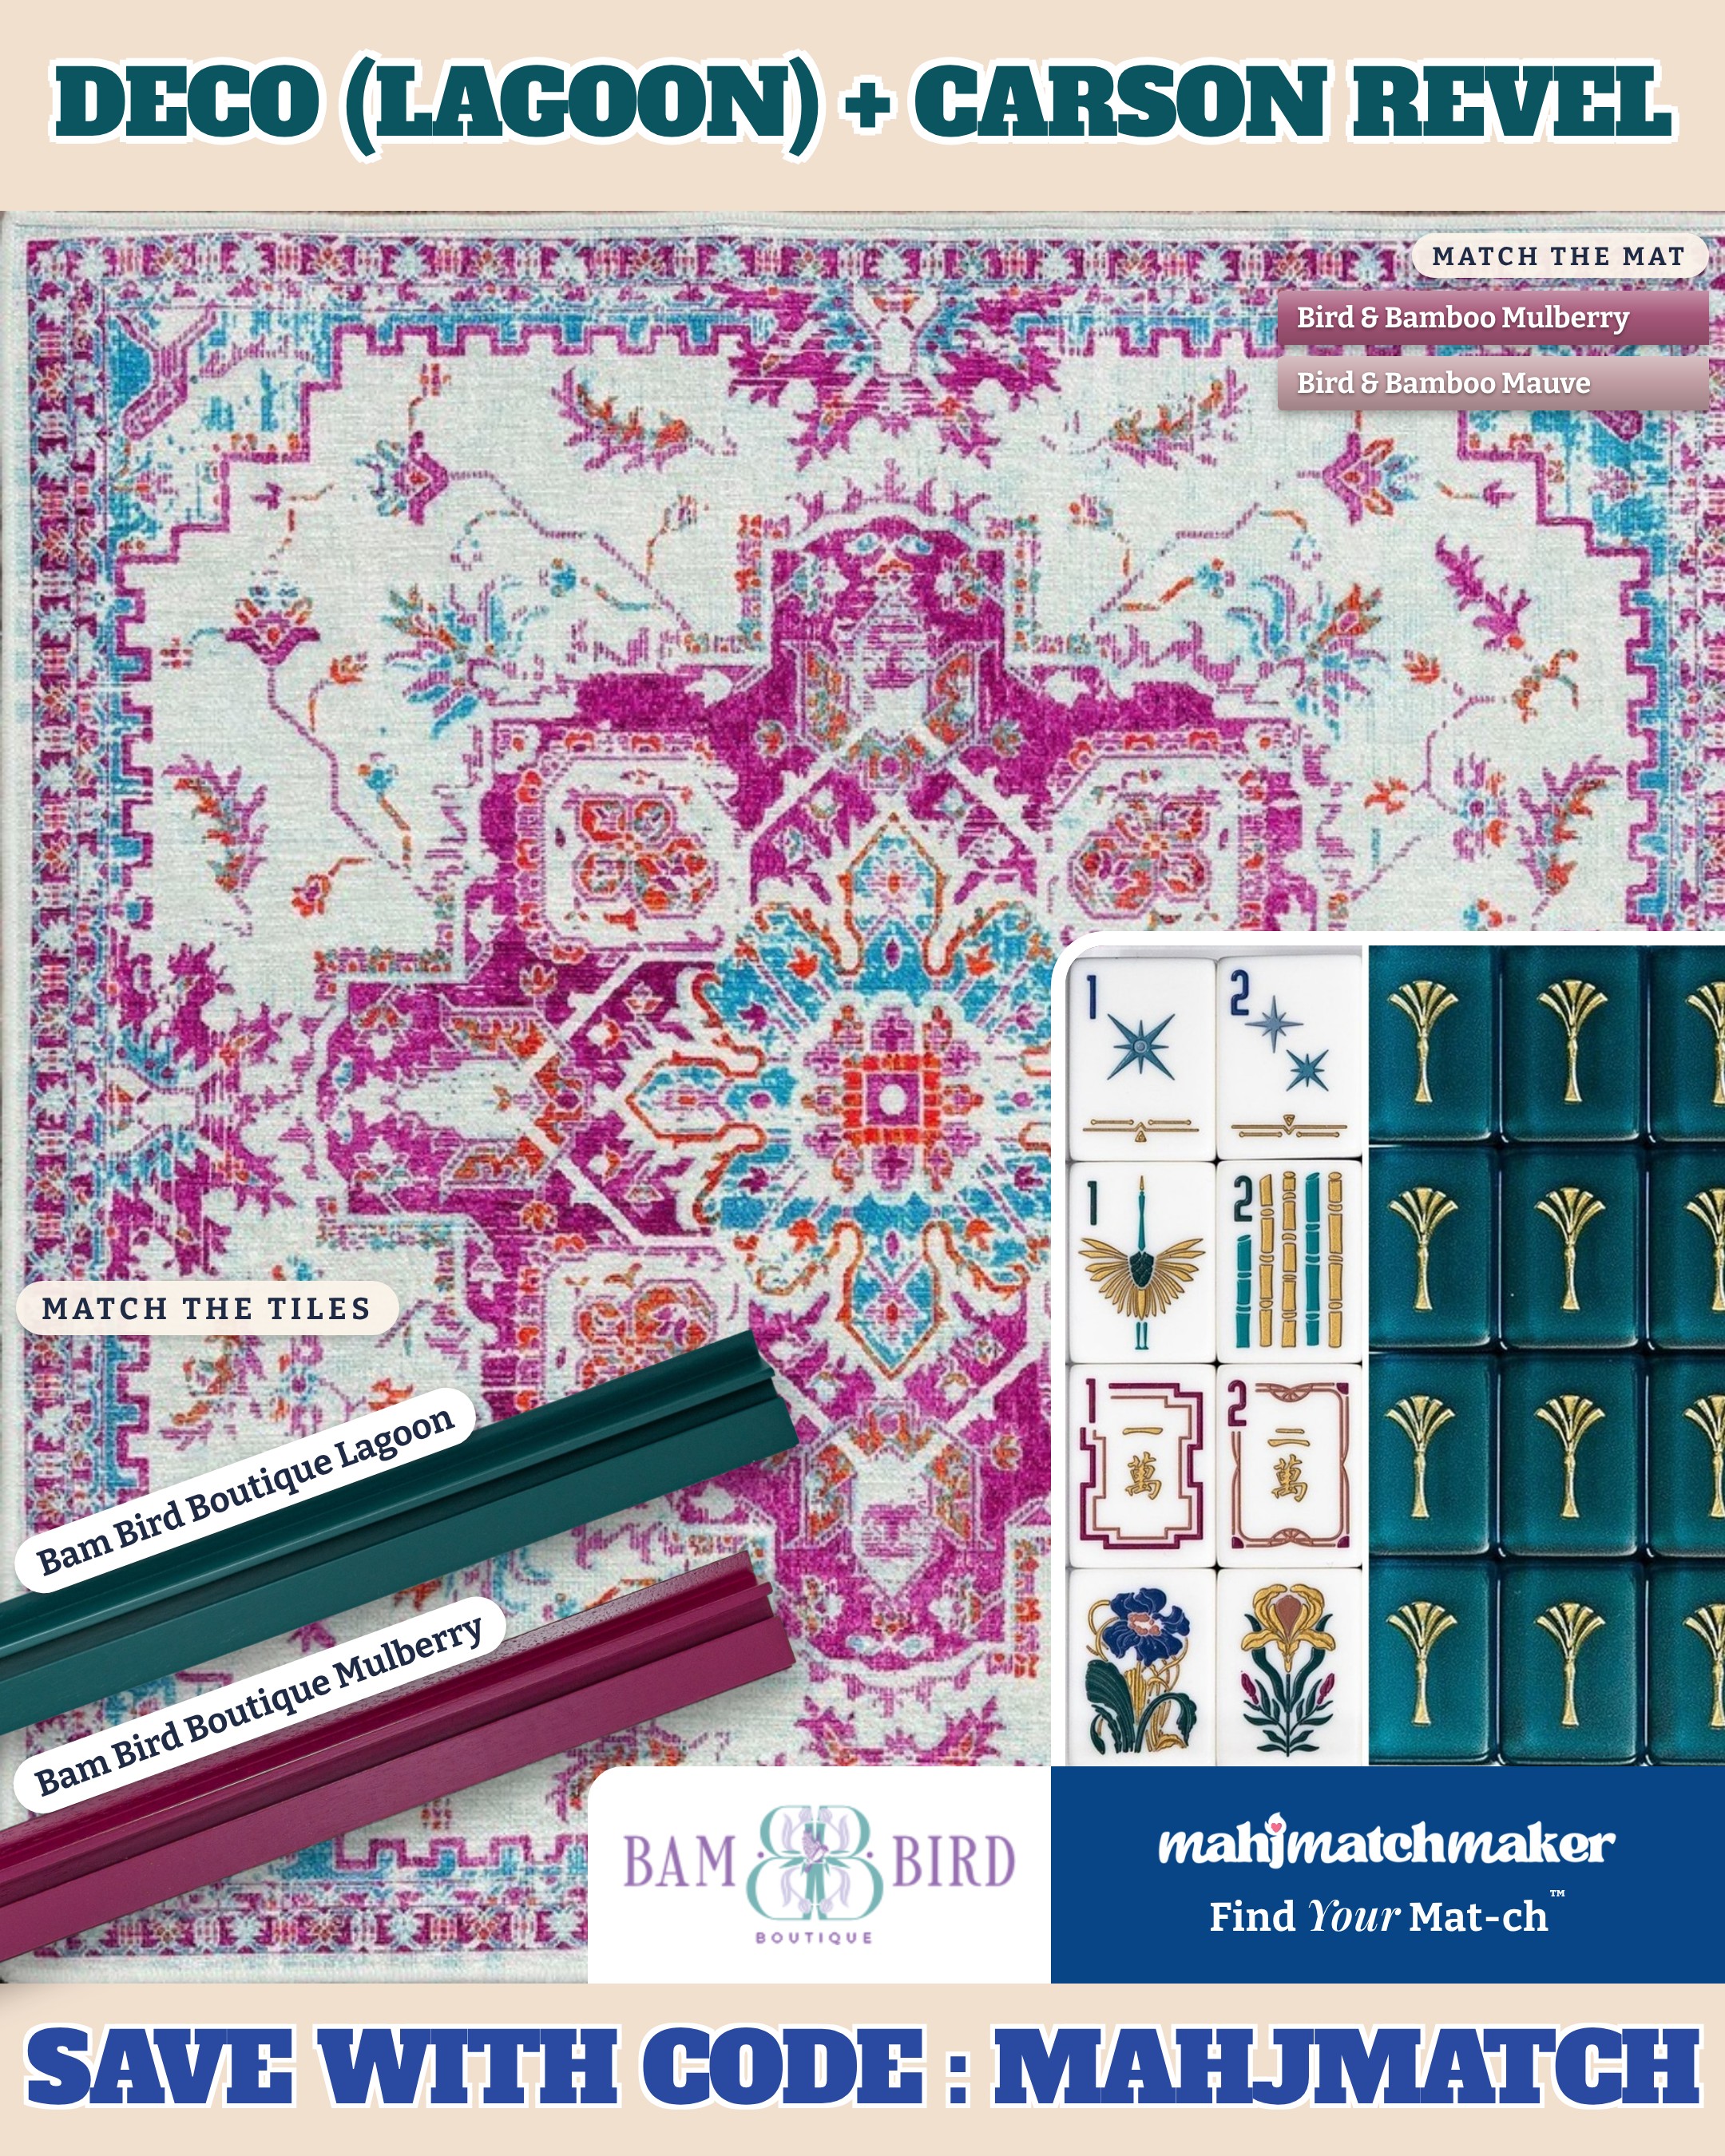 DECO (LAGOON) + CARSON REVEL
MATCH THE MAT
Bird & Bamboo Mulberry
Bird & Bamboo Mauve
1
2
1
2
1
一
萬
2
二
萬
MATCH THE TILES
Bam Bird Boutique Lagoon
Bam Bird Boutique Mulberry
BAM BIRD
BOUTIQUE
mahjmatchmaker
Find Your Mat-ch™
SAVE WITH CODE : MAHJMATCH